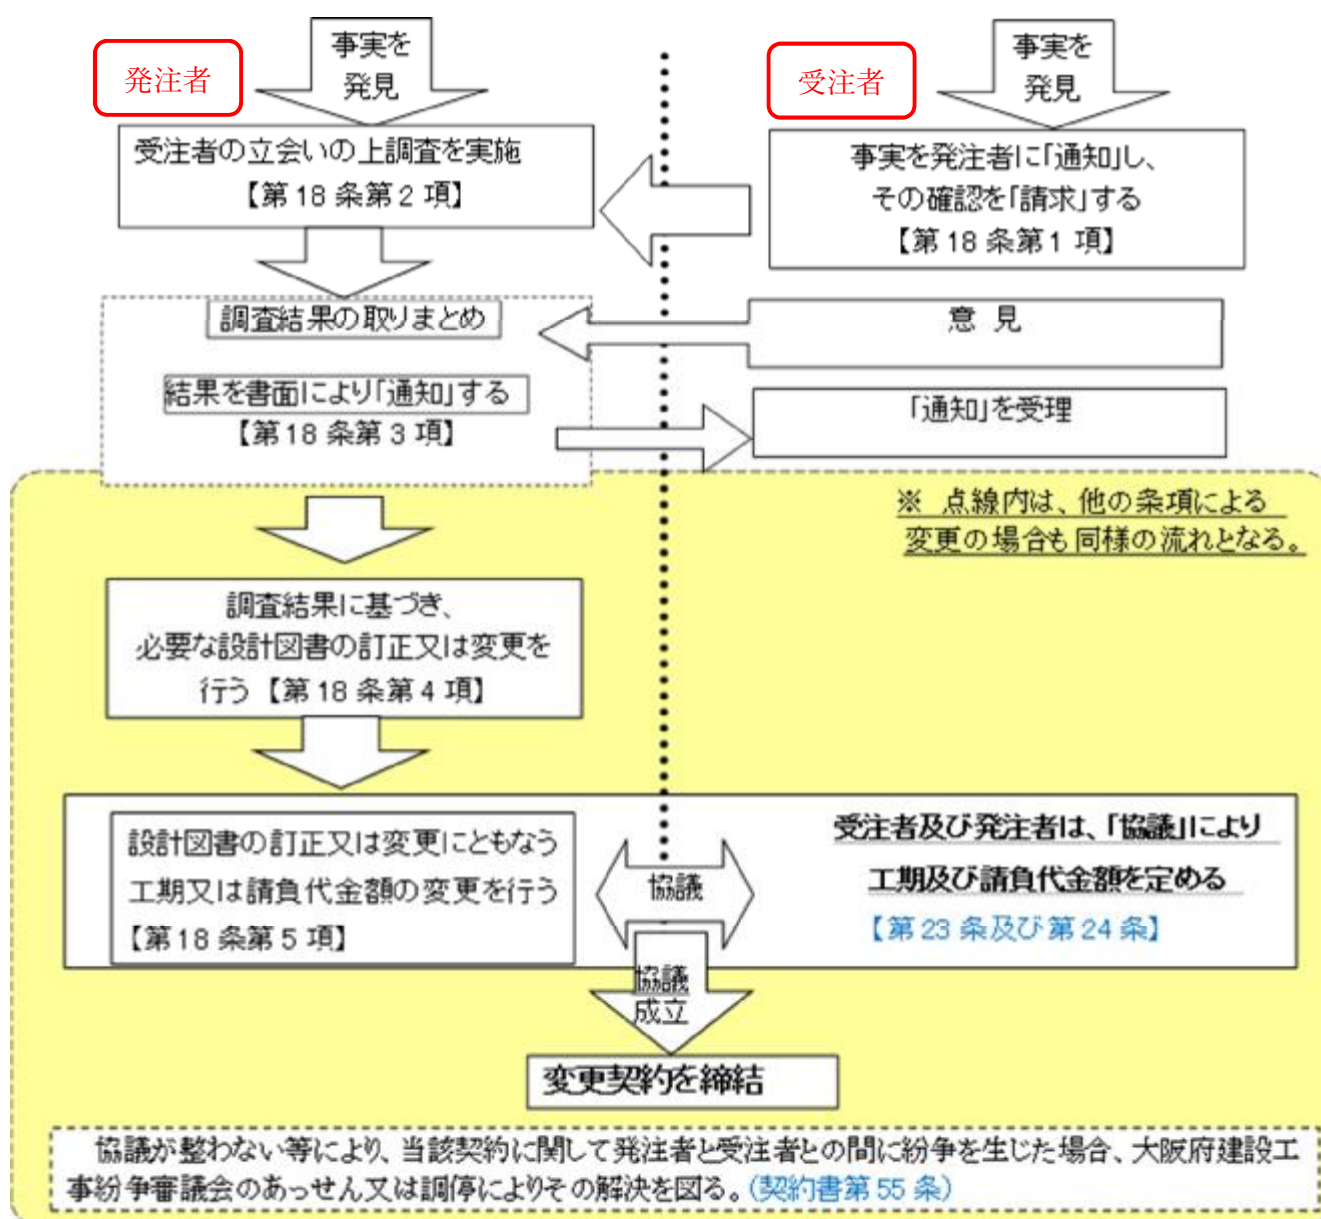 発注者
事実を
発見
受注者
事実を
発見
受注者の立会いの上調査を実施
【第18条第2項】
事実を発注者に「通知」し、
その確認を「請求」する
【第18条第1項】
調査結果の取りまとめ
意 見
結果を書面により「通知」する
【第18条第3項】
「通知」を受理
※ 点線内は、他の条項による
変更の場合も同様の流れとなる。
調査結果に基づき、
必要な設計図書の訂正又は変更を
行う【第18条第4項】
設計図書の訂正又は変更にともなう
工期又は請負代金額の変更を行う
【第18条第5項】
協議
受注者及び発注者は、「協議」により
工期及び請負代金額を定める
【第23条及び第24条】
協議
成立
変更契約を締結
協議が整わない等により、当該契約に関して発注者と受注者との間に紛争を生じた場合、大阪府建設工
事紛争審議会のあっせん又は調停によりその解決を図る。(契約書第55条)